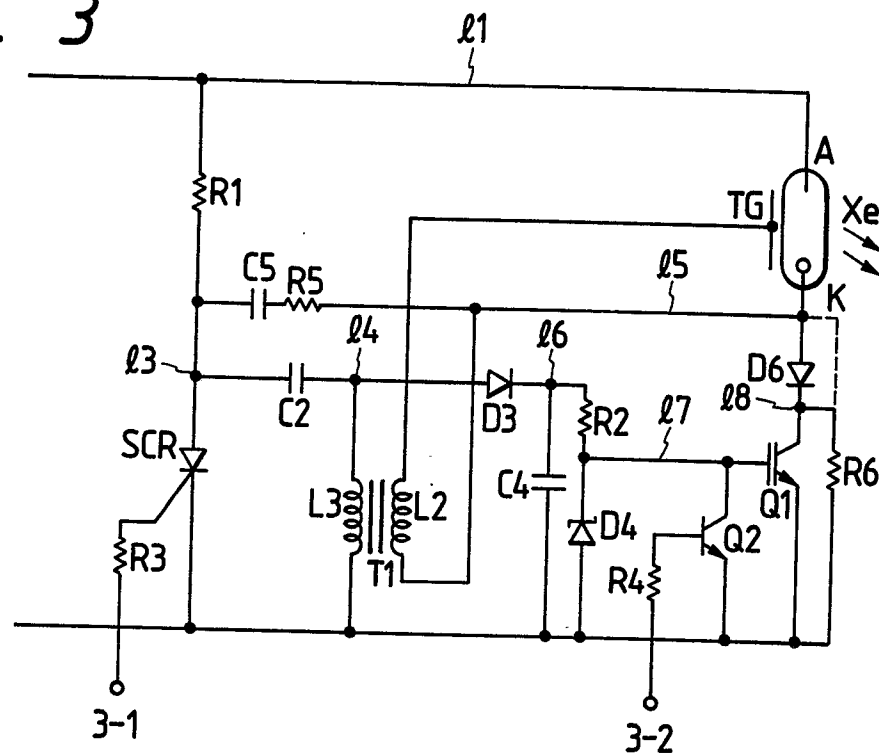 . 3
ℓ1
A
R1
TG
Xe
C5
R5
ℓ5
K
ℓ3
ℓ4
ℓ6
D6
C2
D3
R2
ℓ7
ℓ8
SCR
C4
R6
L3
L2
Q1
R3
T1
D4
Q2
R4
3-1
3-2